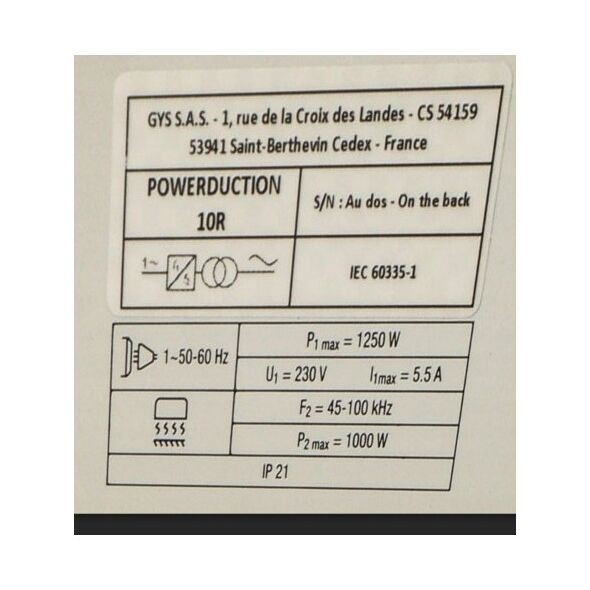 GYS S.A.S. - 1, rue de la Croix des Landes - CS 54159
53941 Saint-Berthevin Cedex - France
POWERDUCTION
10R
S/N : Au dos - On the back
1~
IEC 60335-1
1~50-60 Hz
P1 max = 1250 W
U1 = 230 V I1max = 5.5 A
F2 = 45-100 kHz
P2 max = 1000 W
IP 21